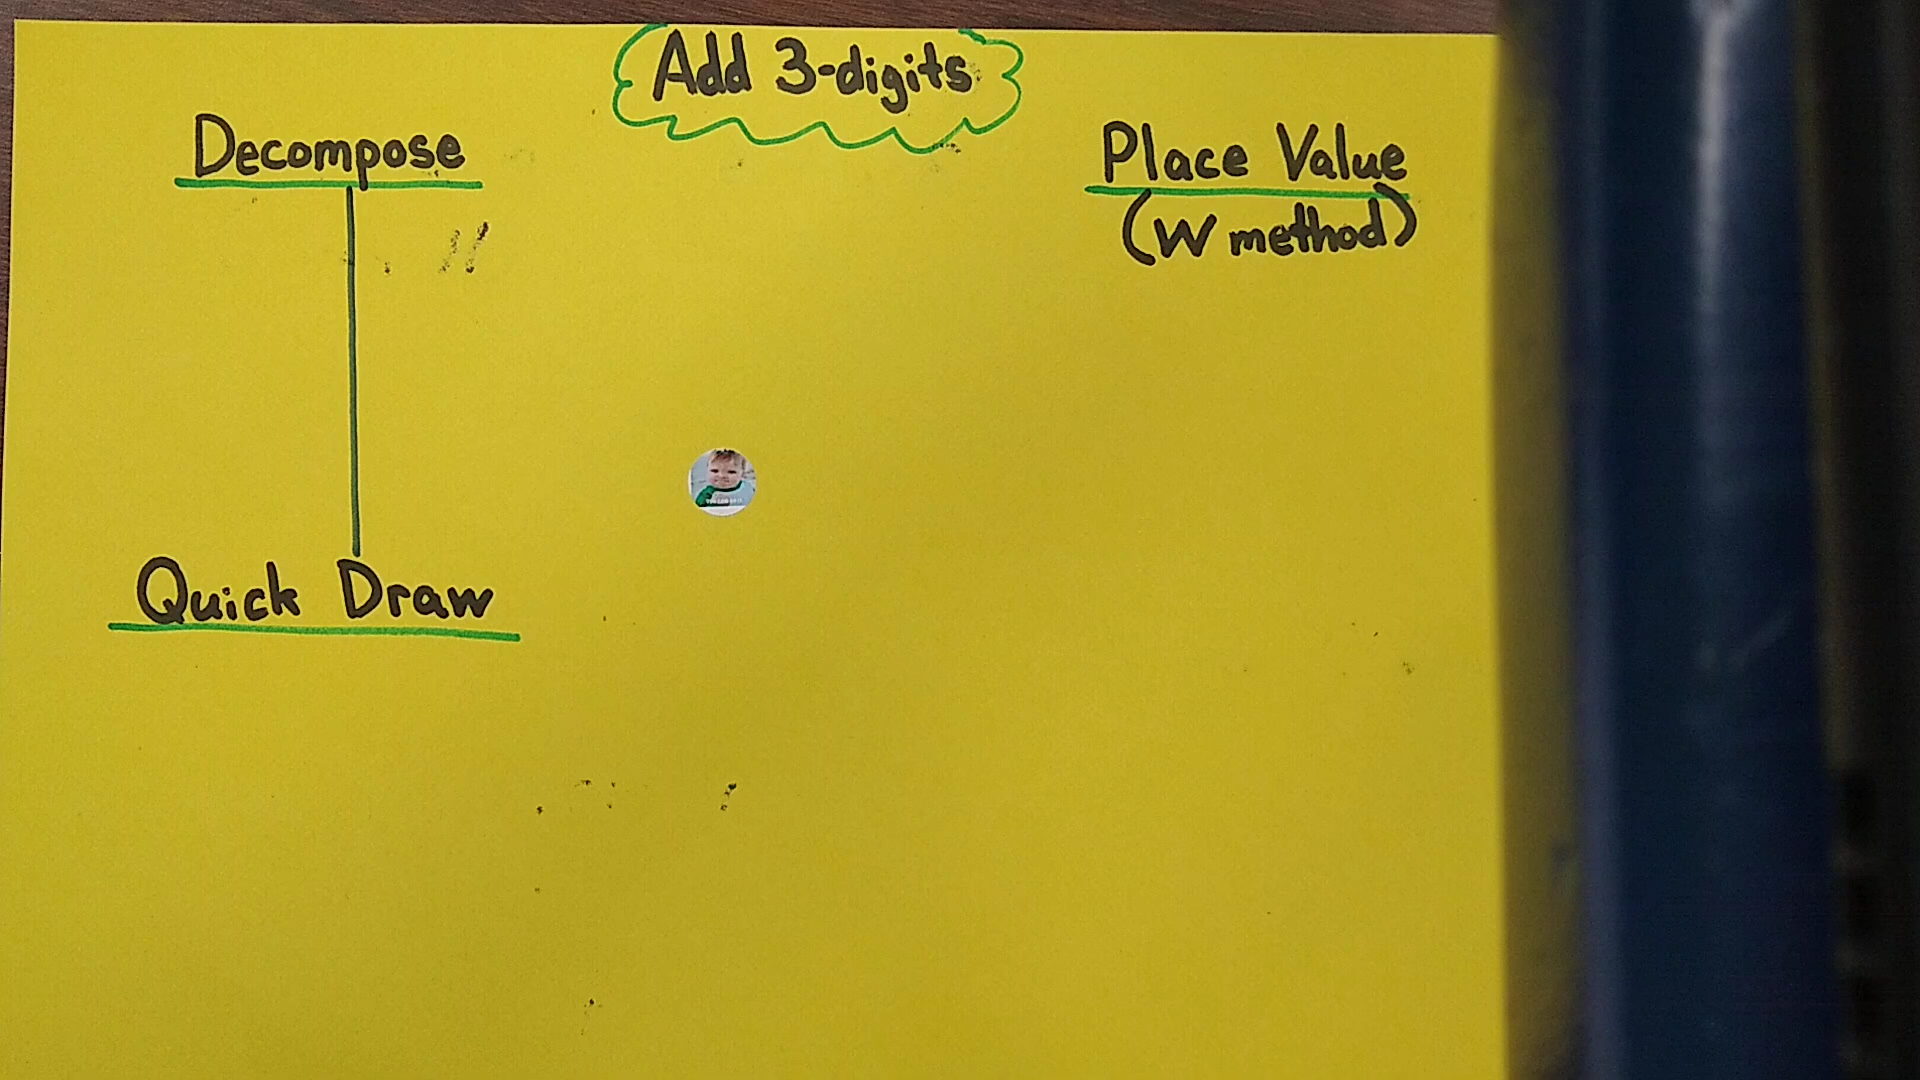 Add 3-digits
Decompose
Place Value
(W method)
Quick Draw